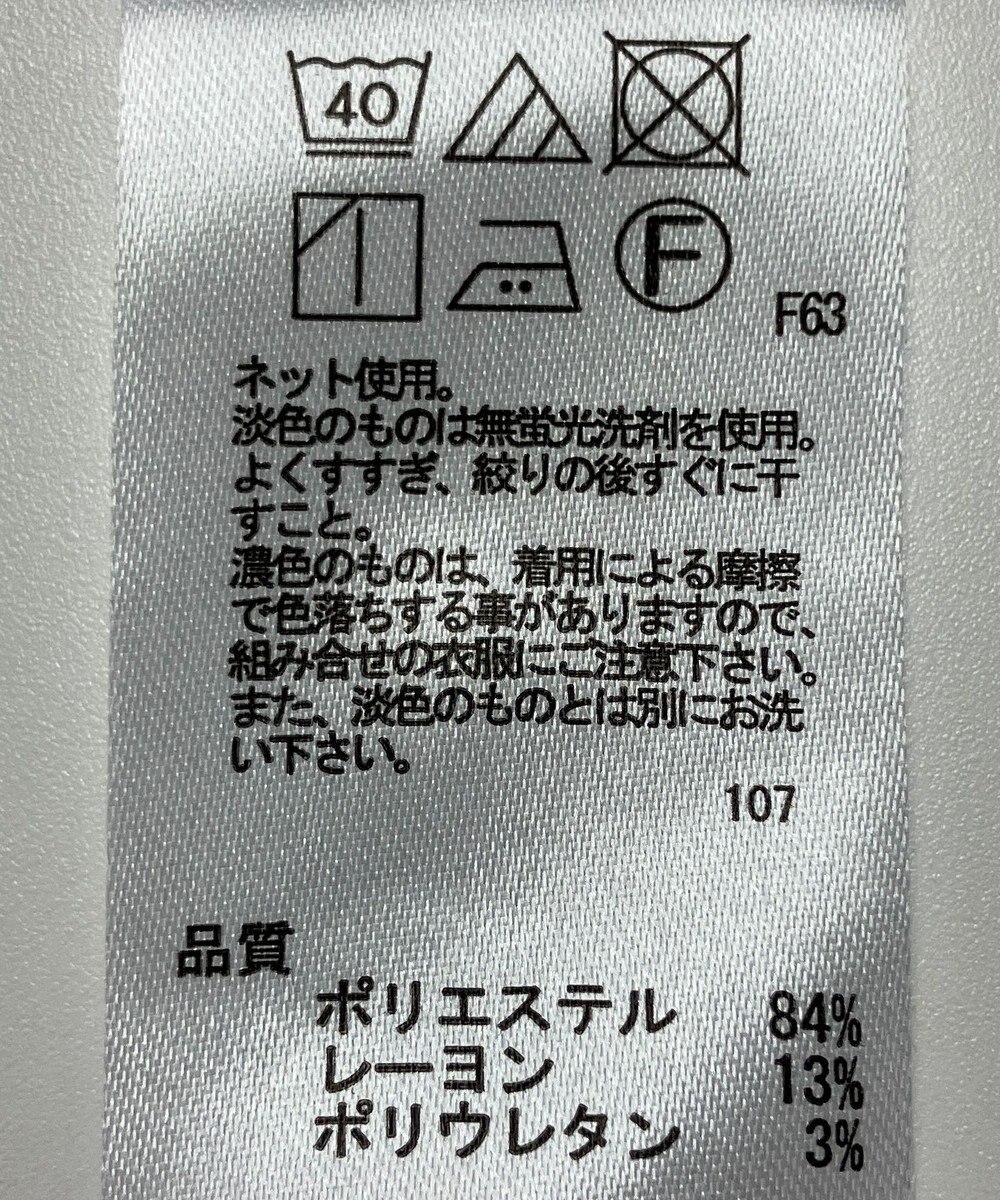 40
F
F63
ネット使用。
淡色のものは無蛍光洗剤を使用。
よくすすぎ、絞りの後すぐに干
すこと。
濃色のものは、着用による摩擦
で色落ちする事がありますので、
組み合せの衣服にご注意下さい。
また、淡色のものとは別にお洗
い下さい。
107
品質
ポリエステル 84%
レーヨン 13%
ポリウレタン 3%